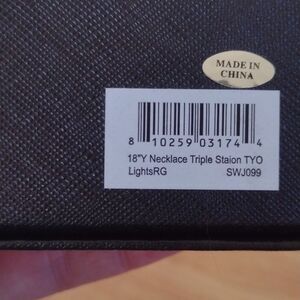 MADE IN
CHINA
8 10259 03174 4
18"Y Necklace Triple Staion TYO
LightsRG SWJ099